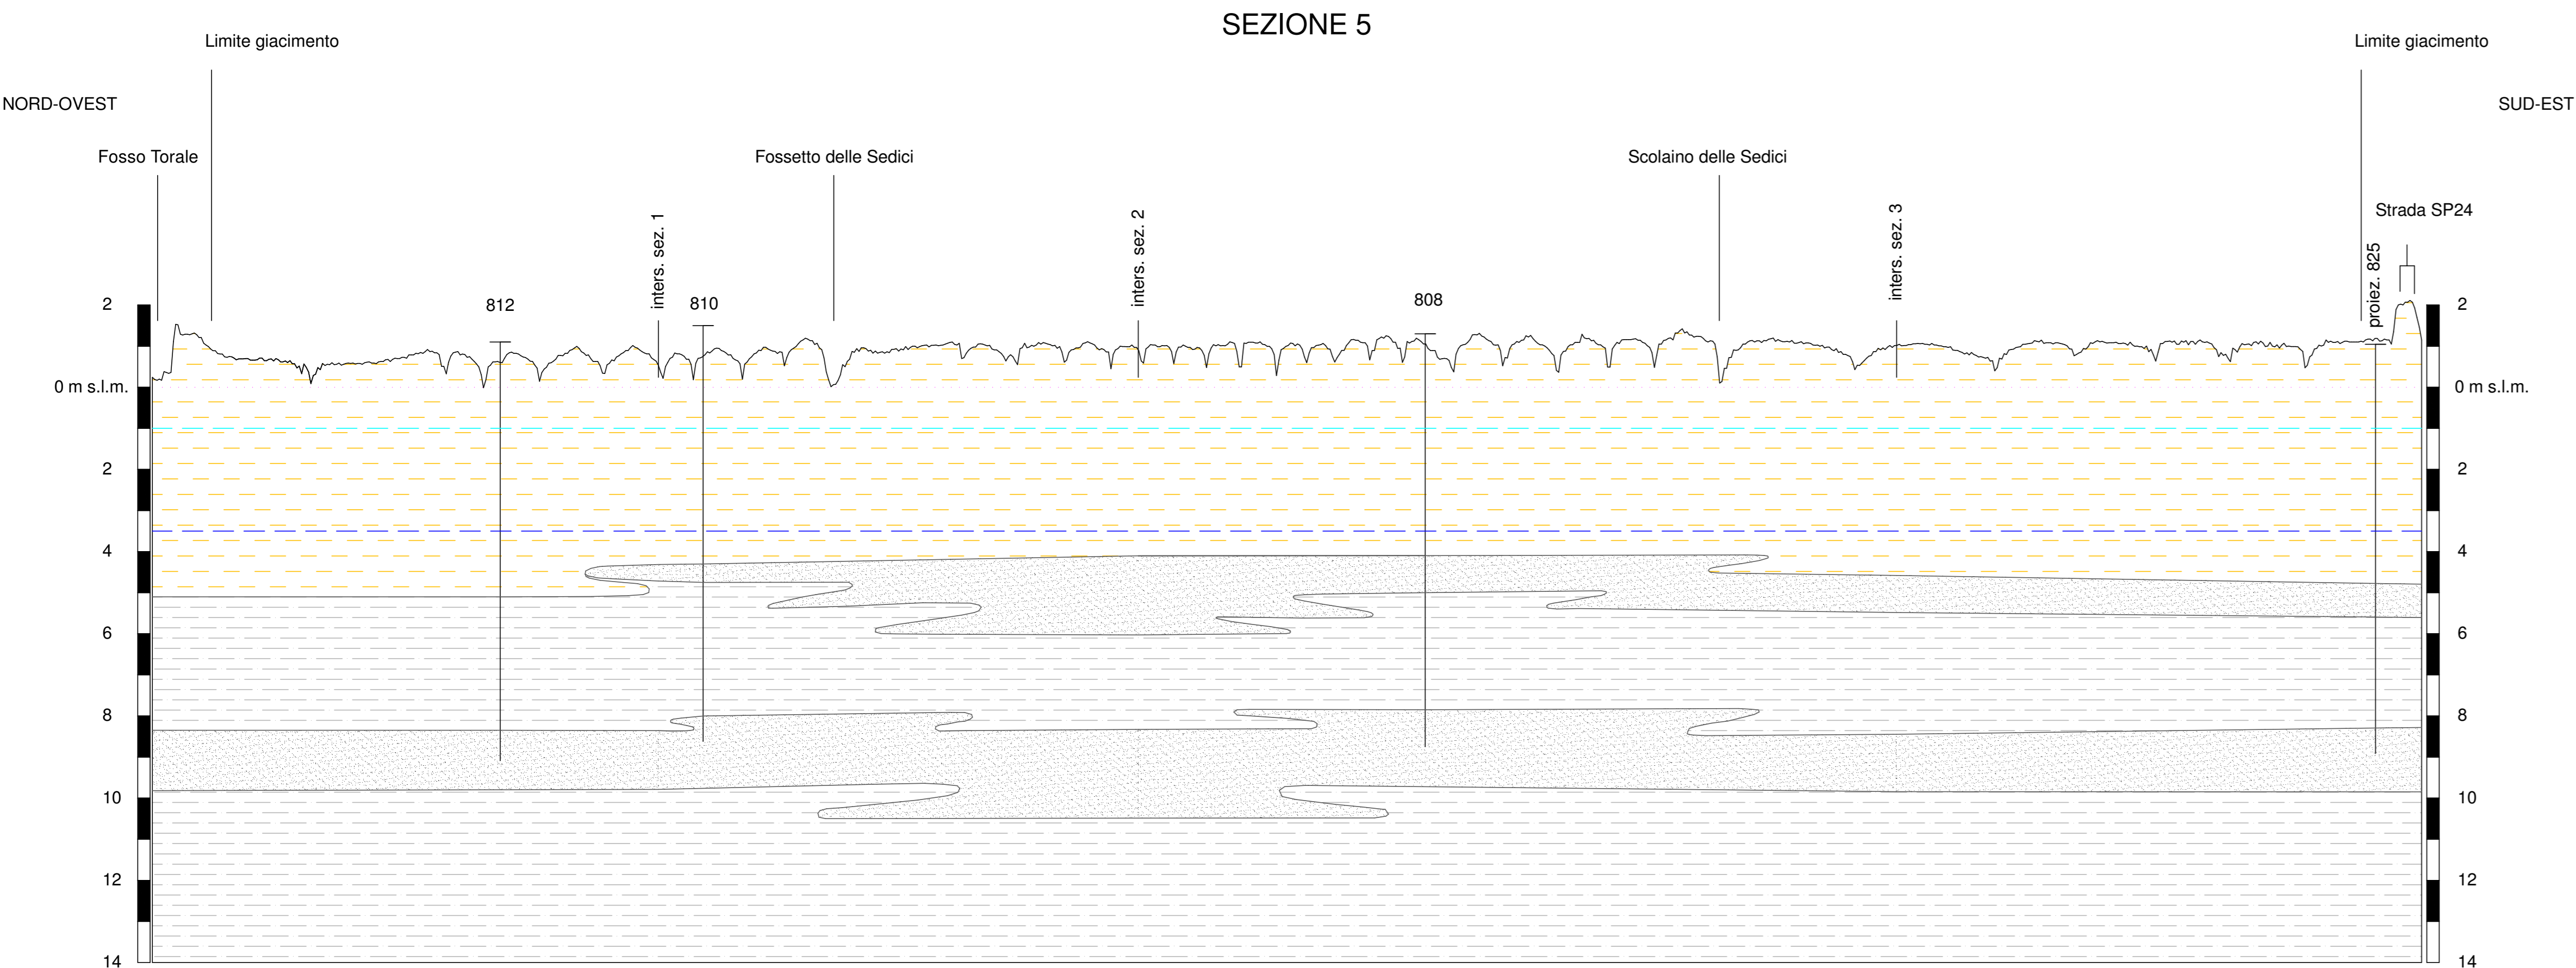 SEZIONE 5
Limite giacimento
Limite giacimento
NORD-OVEST
SUD-EST
Fosso Torale
Fossetto delle Sedici
Scolaino delle Sedici
Strada SP24
inters. sez. 1
inters. sez. 2
inters. sez. 3
proiez. 825
812
810
808
2
2
0 m s.l.m.
0 m s.l.m.
2
2
4
4
6
6
8
8
10
10
12
12
14
14